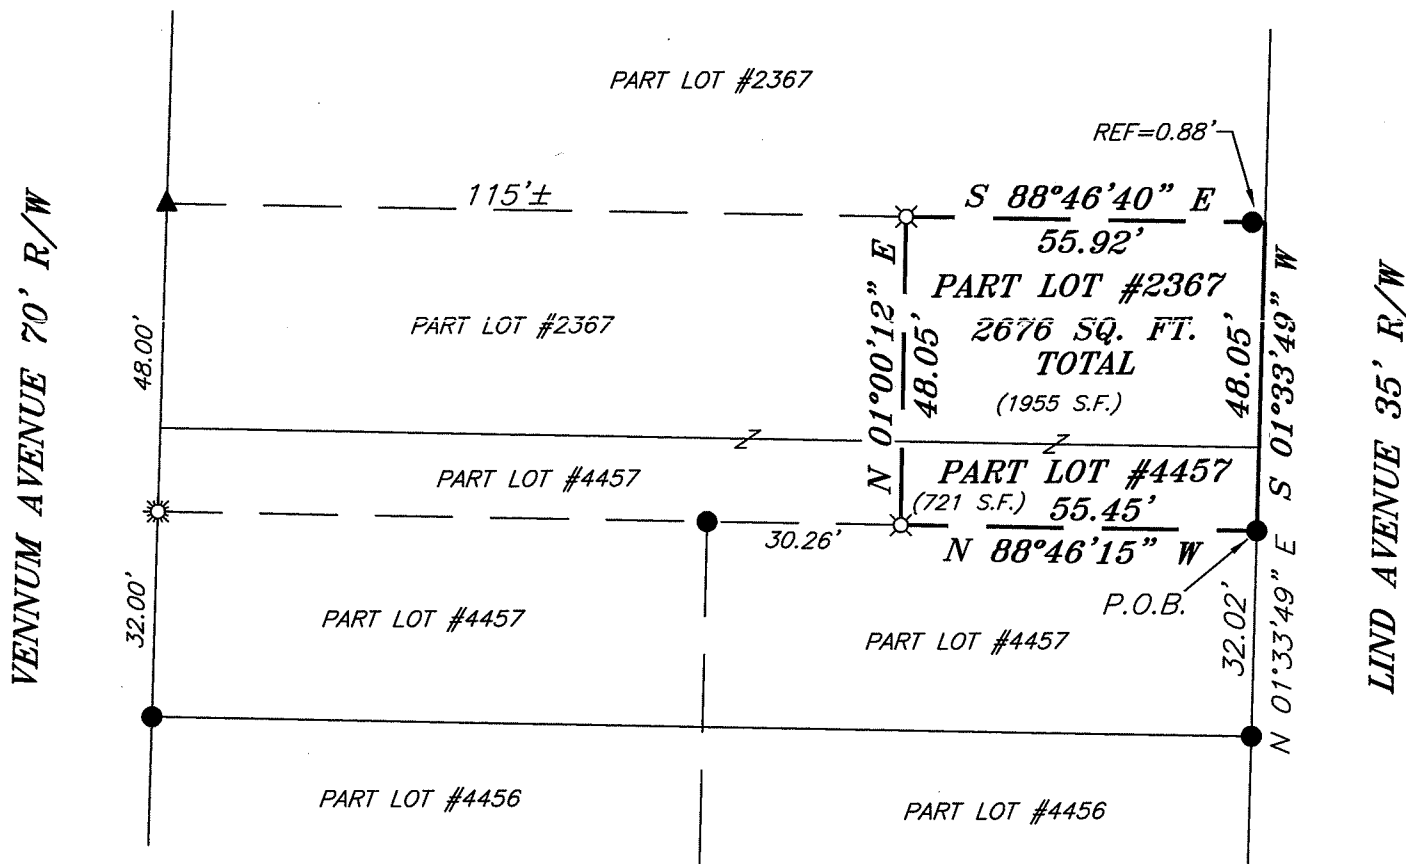 PART LOT #2367
REF=0.88'
115'±
S 88°46'40" E
55.92'
PART LOT #2367
2676 SQ. FT.
TOTAL
(1955 S.F.)
PART LOT #2367
48.00'
N 01°00'12" E
48.05'
48.05'
S 01°33'49" W
VENNUM AVENUE 70' R/W
LIND AVENUE 35' R/W
Z
Z
PART LOT #4457
PART LOT #4457
(721 S.F.)
55.45'
N 88°46'15" W
30.26'
P.O.B.
32.00'
PART LOT #4457
PART LOT #4457
32.02'
N 01°33'49" E
PART LOT #4456
PART LOT #4456